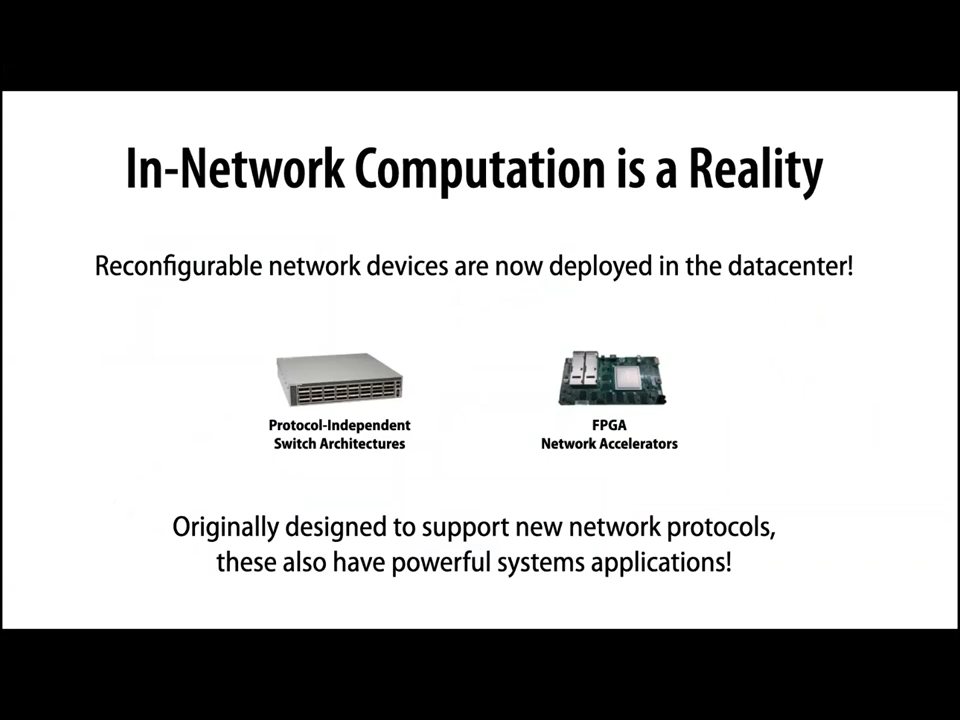 In-Network Computation is a Reality
Reconfigurable network devices are now deployed in the datacenter!
Protocol-Independent
Switch Architectures
FPGA
Network Accelerators
Originally designed to support new network protocols,
these also have powerful systems applications!